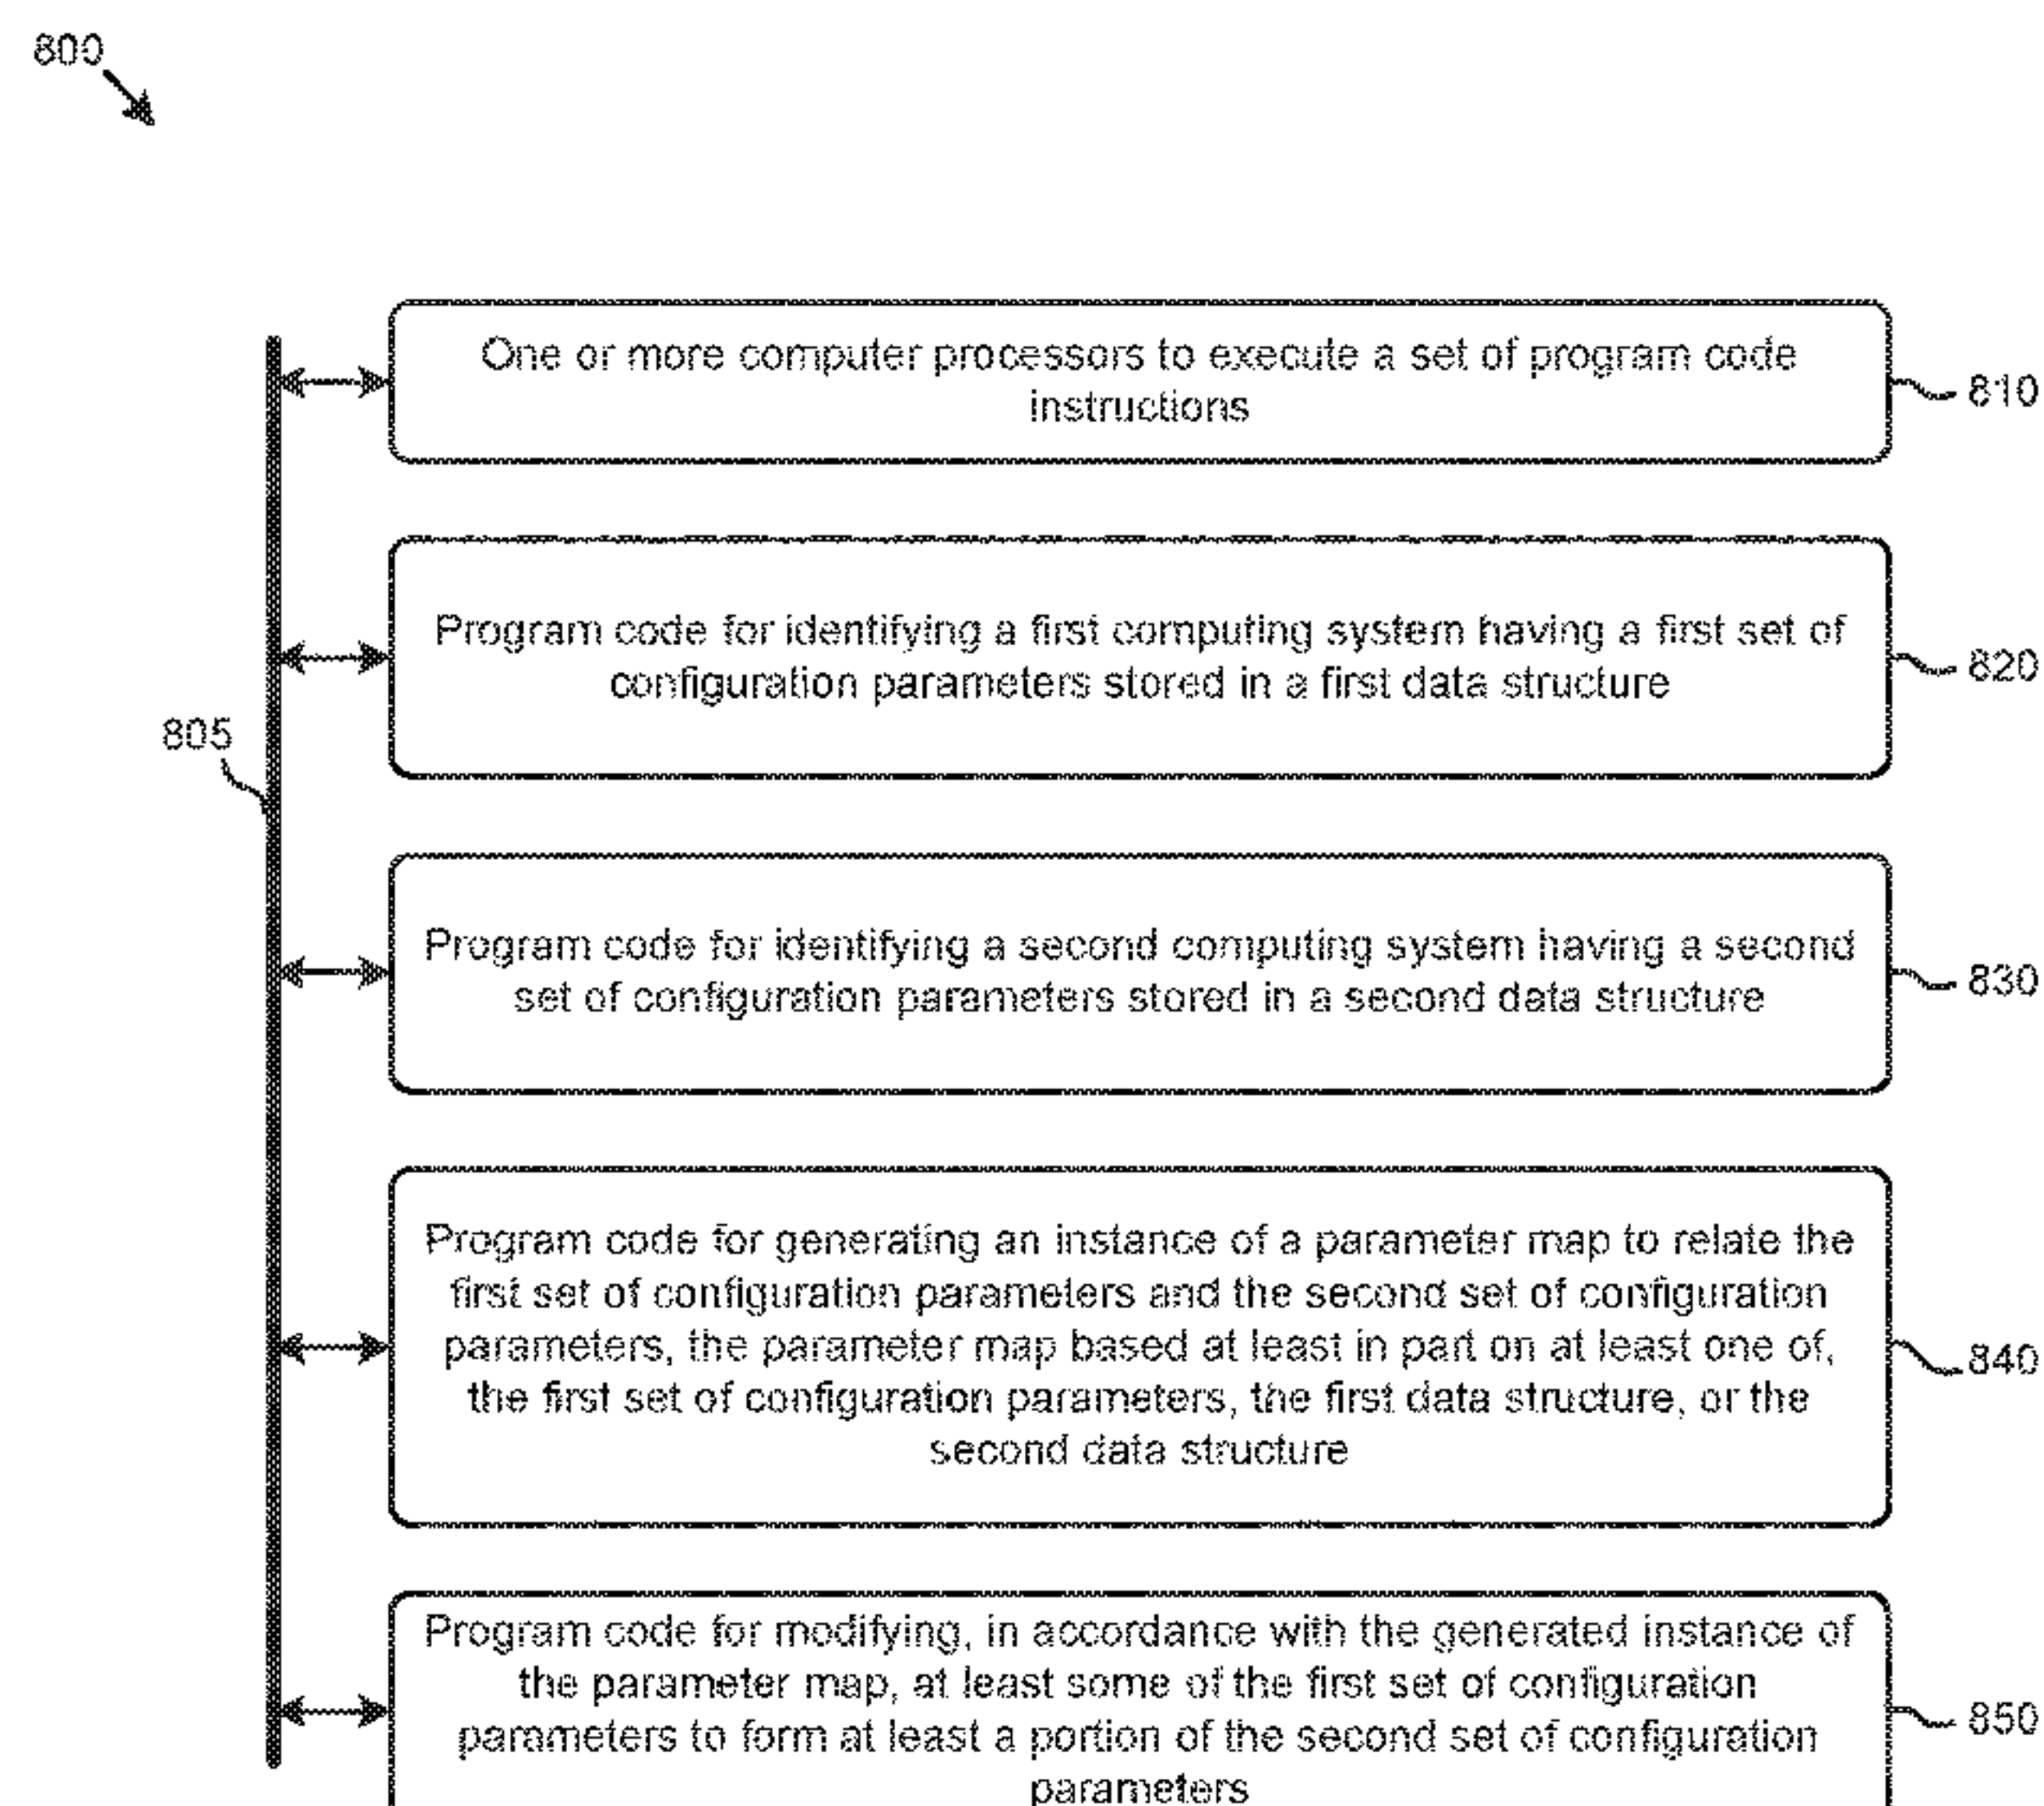 800
One or more computer processors to execute a set of program code
instructions
810
Program code for identifying a first computing system having a first set of
configuration parameters stored in a first data structure
820
805
Program code for identifying a second computing system having a second
set of configuration parameters stored in a second data structure
830
Program code for generating an instance of a parameter map to relate the
first set of configuration parameters and the second set of configuration
parameters, the parameter map based at least in part on at least one of,
the first set of configuration parameters, the first data structure, or the
second data structure
840
Program code for modifying, in accordance with the generated instance of
the parameter map, at least some of the first set of configuration
parameters to form at least a portion of the second set of configuration
parameters
850